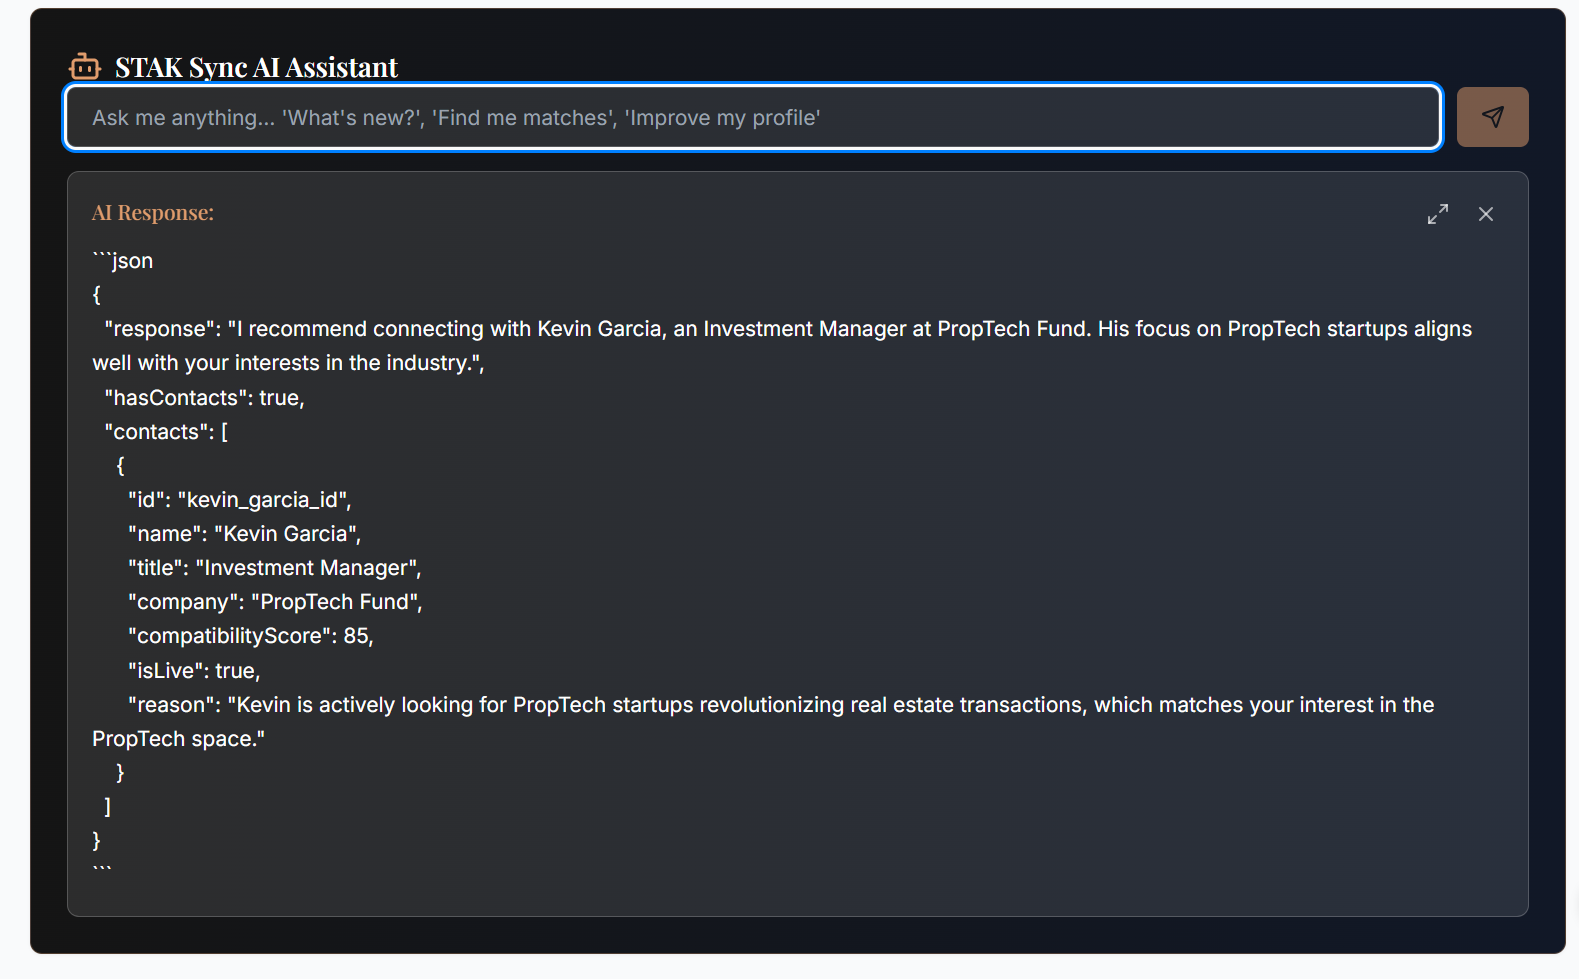 STAK Sync AI Assistant
Ask me anything... 'What's new?', 'Find me matches', 'Improve my profile'
AI Response:
```json
{
  "response": "I recommend connecting with Kevin Garcia, an Investment Manager at PropTech Fund. His focus on PropTech startups aligns
well with your interests in the industry.",
  "hasContacts": true,
  "contacts": [
    {
      "id": "kevin_garcia_id",
      "name": "Kevin Garcia",
      "title": "Investment Manager",
      "company": "PropTech Fund",
      "compatibilityScore": 85,
      "isLive": true,
      "reason": "Kevin is actively looking for PropTech startups revolutionizing real estate transactions, which matches your interest in the
PropTech space."
    }
  ]
}
```